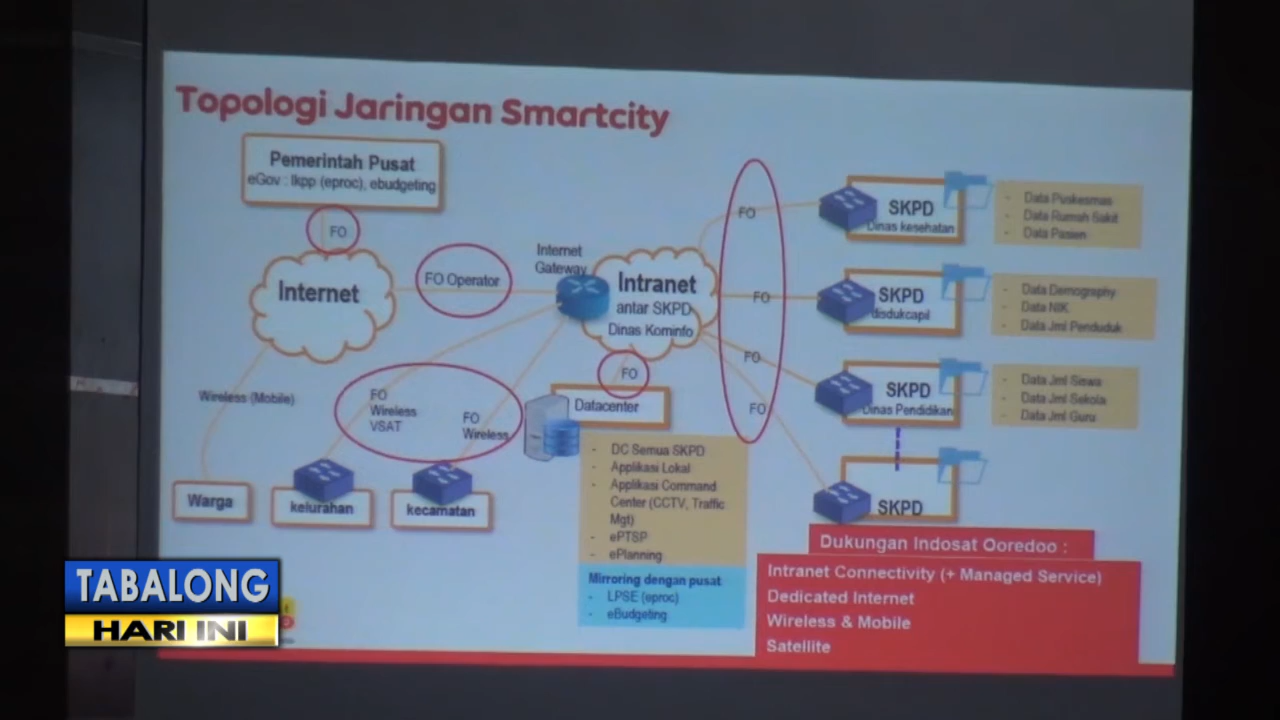 Topologi Jaringan Smartcity
Pemerintah Pusat
eGov : lkpp (eproc), ebudgeting
FO
Internet
FO Operator
Internet
Gateway
Intranet
antar SKPD
Dinas Kominfo
FO
FO
FO
FO
FO
SKPD
Dinas kesehatan
- Data Puskesmas
- Data Rumah Sakit
- Data Pasien
SKPD
disdukcapil
- Data Demography
- Data NIK
- Data Jml Penduduk
SKPD
Dinas Pendidikan
- Data Jml Siswa
- Data Jml Sekola
- Data Jml Guru
SKPD
Wireless (Mobile)
FO
Wireless
VSAT
FO
Wireless
Warga
kelurahan
kecamatan
Datacenter
- DC Semua SKPD
- Applikasi Lokal
- Applikasi Command
Center (CCTV, Traffic
Mgt)
- ePTSP
- ePlanning
Mirroring dengan pusat
- LPSE (eproc)
- eBudgeting
Dukungan Indosat Ooredoo :
Intranet Connectivity (+ Managed Service)
Dedicated Internet
Wireless & Mobile
Satellite
TABALONG
HARI INI